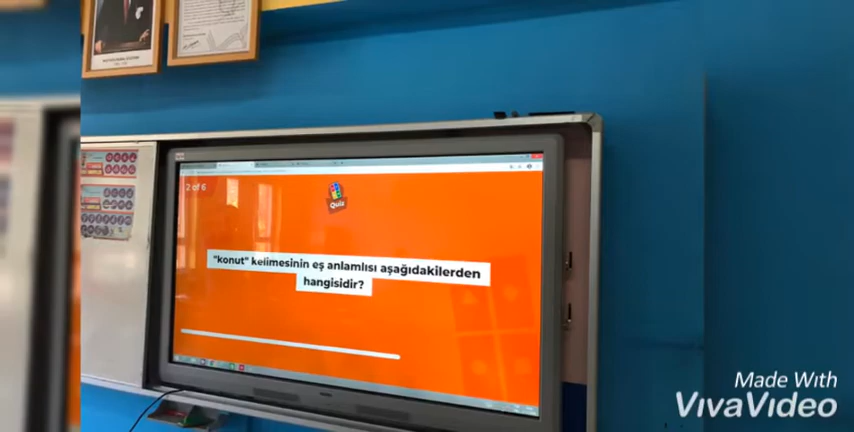 2 of 6
Quiz
"konut" kelimesinin eş anlamlısı aşağıdakilerden
hangisidir?
Made With
VivaVideo